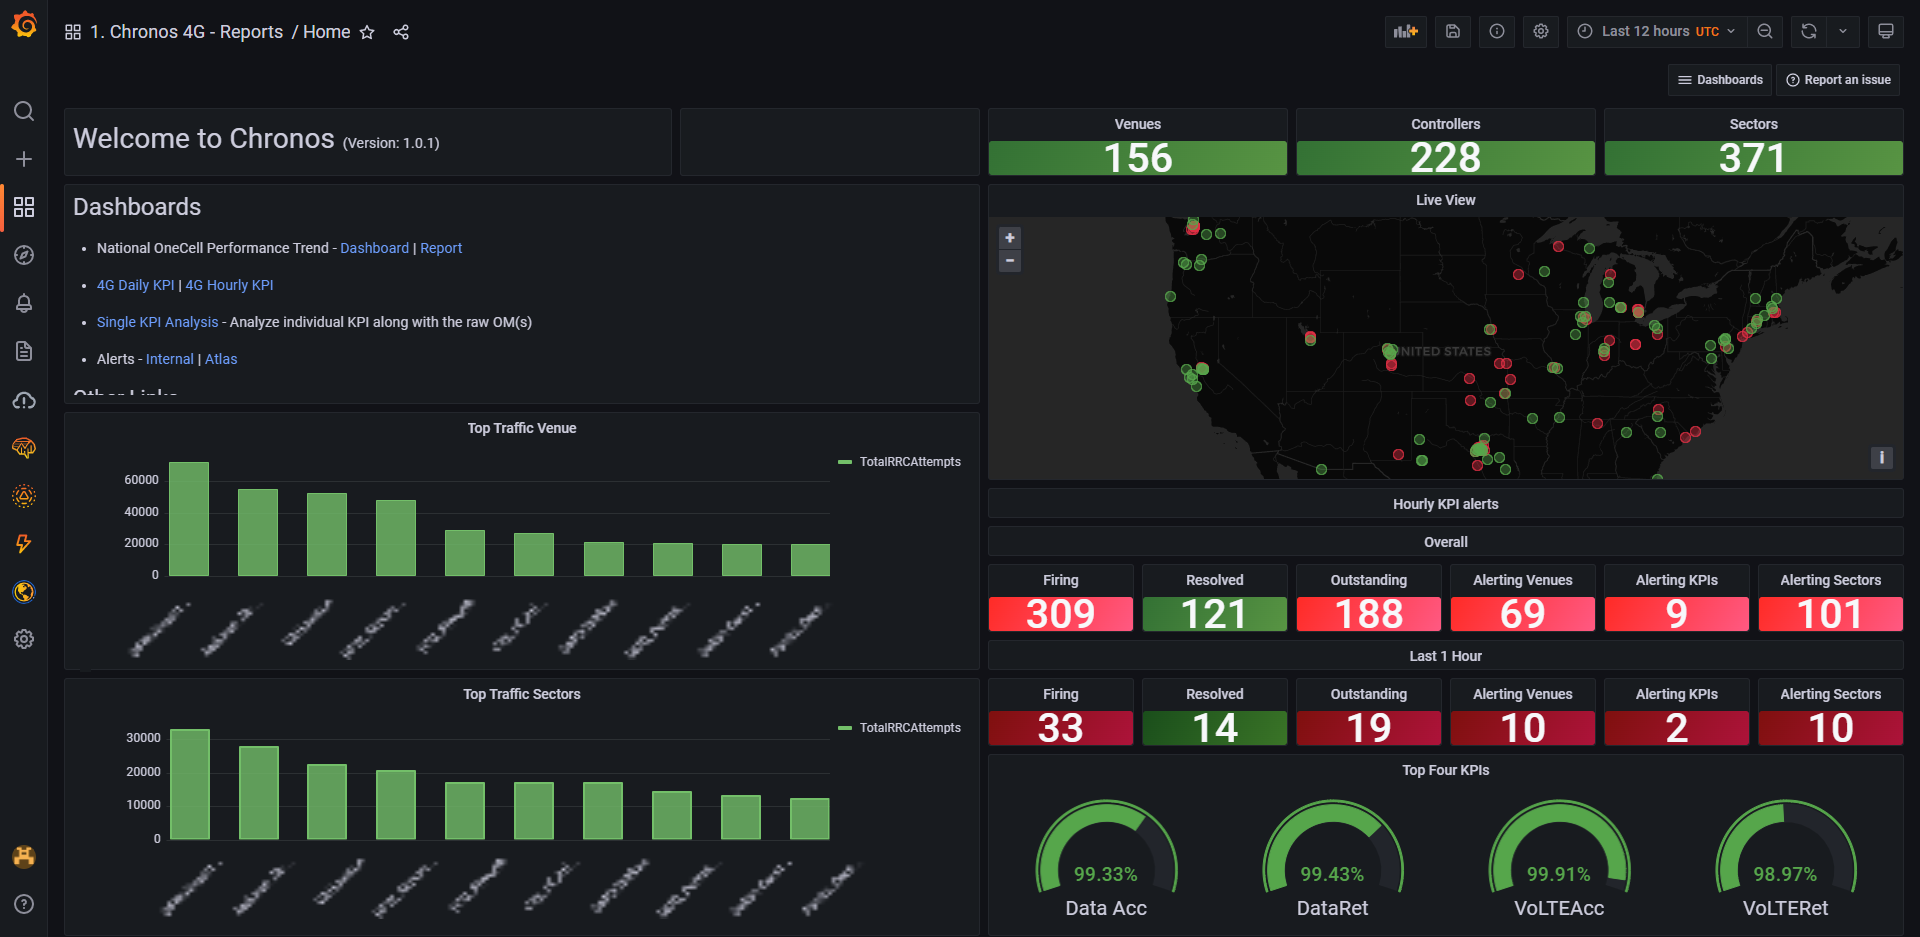 1. Chronos 4G - Reports / Home
Last 12 hours UTC
Dashboards
Report an issue
Welcome to Chronos (Version: 1.0.1)
Venues
156
Controllers
228
Sectors
371
Dashboards
National OneCell Performance Trend - Dashboard | Report
4G Daily KPI | 4G Hourly KPI
Single KPI Analysis - Analyze individual KPI along with the raw OM(s)
Alerts - Internal | Atlas
Other Links
Live View
+
-
UNITED STATES
i
Top Traffic Venue
TotalRRCAttempts
60000
40000
20000
0
Top Traffic Sectors
TotalRRCAttempts
30000
20000
10000
0
Hourly KPI alerts
Overall
Firing
309
Resolved
121
Outstanding
188
Alerting Venues
69
Alerting KPIs
9
Alerting Sectors
101
Last 1 Hour
Firing
33
Resolved
14
Outstanding
19
Alerting Venues
10
Alerting KPIs
2
Alerting Sectors
10
Top Four KPIs
99.33%
Data Acc
99.43%
DataRet
99.91%
VoLTEAcc
98.97%
VoLTERet